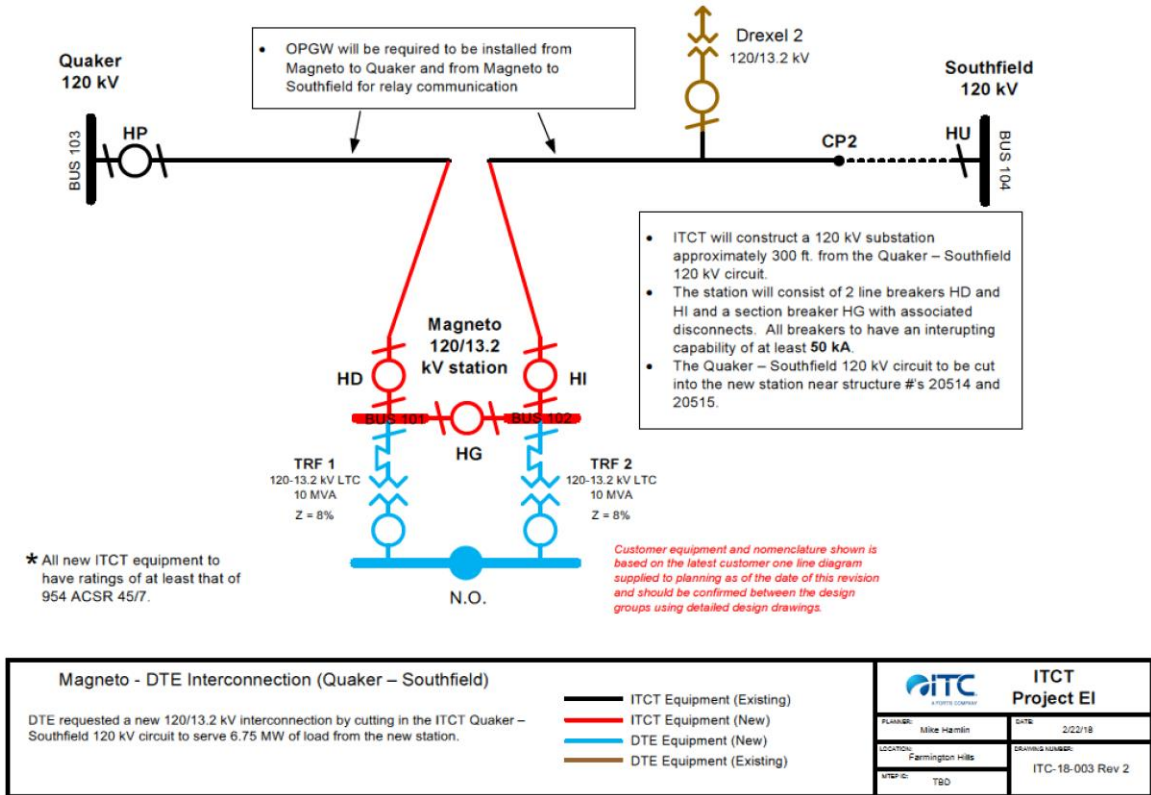 • OPGW will be required to be installed from
Magneto to Quaker and from Magneto to
Southfield for relay communication
Quaker
120 kV
Drexel 2
120/13.2 kV
Southfield
120 kV
HP
BUS 103
CP2
HU
BUS 104
• ITCT will construct a 120 kV substation
approximately 300 ft. from the Quaker – Southfield
120 kV circuit.
• The station will consist of 2 line breakers HD and
HI and a section breaker HG with associated
disconnects. All breakers to have an interupting
capability of at least 50 kA.
• The Quaker – Southfield 120 kV circuit to be cut
into the new station near structure #'s 20514 and
20515.
Magneto
120/13.2
kV station
HD
HI
BUS 101
BUS 102
HG
TRF 1
120-13.2 kV LTC
10 MVA
Z = 8%
TRF 2
120-13.2 kV LTC
10 MVA
Z = 8%
N.O.
* All new ITCT equipment to
have ratings of at least that of
954 ACSR 45/7.
Customer equipment and nomenclature shown is
based on the latest customer one line diagram
supplied to planning as of the date of this revision
and should be confirmed between the design
groups using detailed design drawings.
Magneto - DTE Interconnection (Quaker – Southfield)
DTE requested a new 120/13.2 kV interconnection by cutting in the ITCT Quaker –
Southfield 120 kV circuit to serve 6.75 MW of load from the new station.
ITCT Equipment (Existing)
ITCT Equipment (New)
DTE Equipment (New)
DTE Equipment (Existing)
ITC
A FORTIS COMPANY
ITCT
Project EI
PLANNER:
Mike Hamlin
DATE:
2/22/18
LOCATION:
Farmington Hills
DRAWING NUMBER:
ITC-18-003 Rev 2
MTEP ID:
TBD